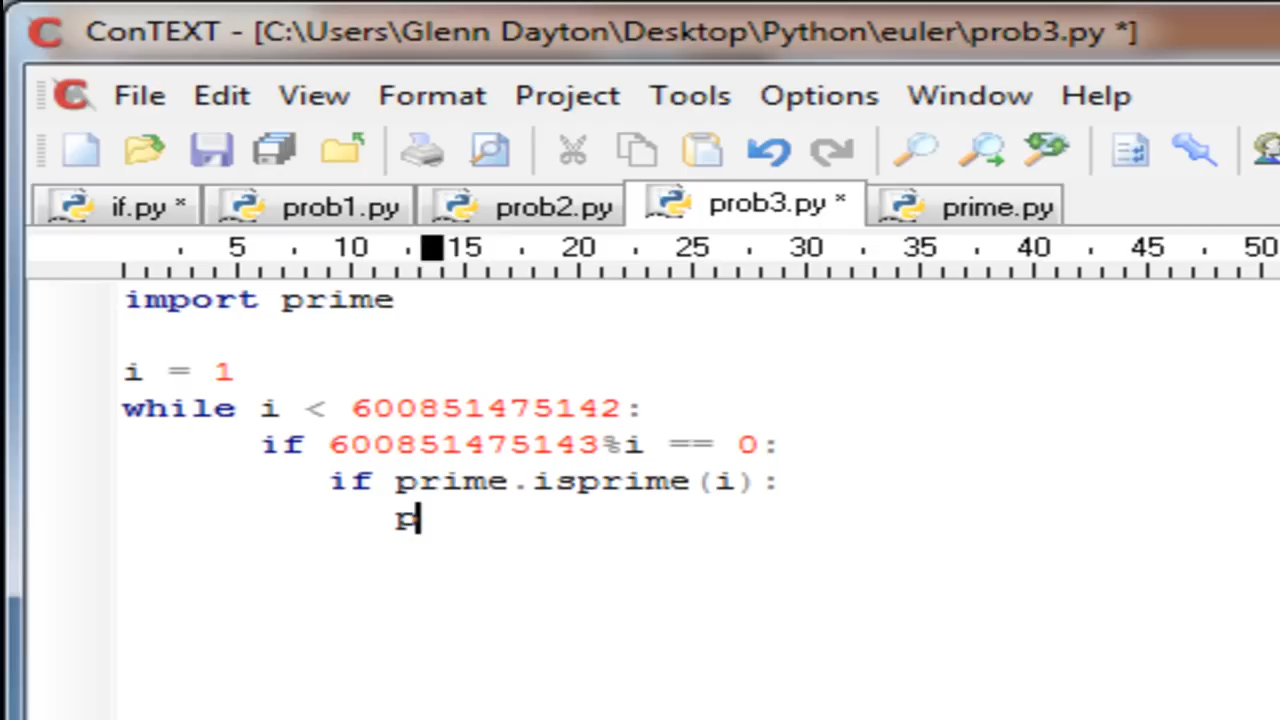 ConTEXT - [C:\Users\Glenn Dayton\Desktop\Python\euler\prob3.py *]
File Edit View Format Project Tools Options Window Help
if.py * prob1.py prob2.py prob3.py * prime.py
5 10 15 20 25 30 35 40 45 50
import prime
i = 1
while i < 600851475142:
if 600851475143%i == 0:
if prime.isprime(i):
p